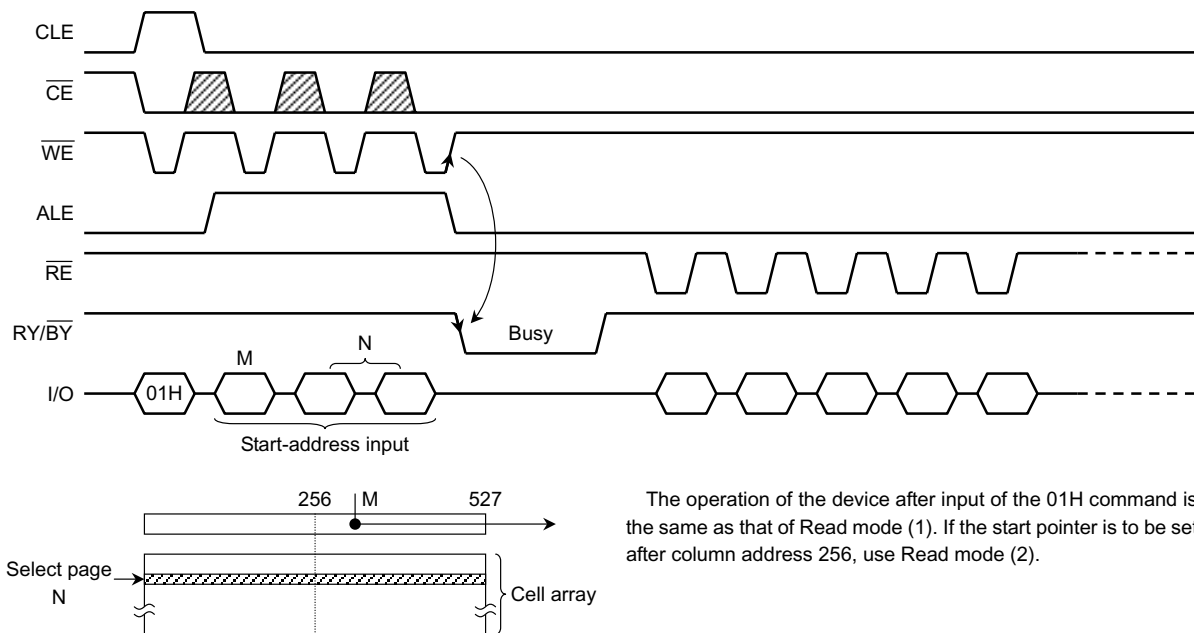 CLE
CE
WE
ALE
RE
RY/BY
Busy
M
N
I/O
01H
Start-address input
256
M
527
The operation of the device after input of the 01H command is
the same as that of Read mode (1). If the start pointer is to be set
after column address 256, use Read mode (2).
Select page
N
Cell array